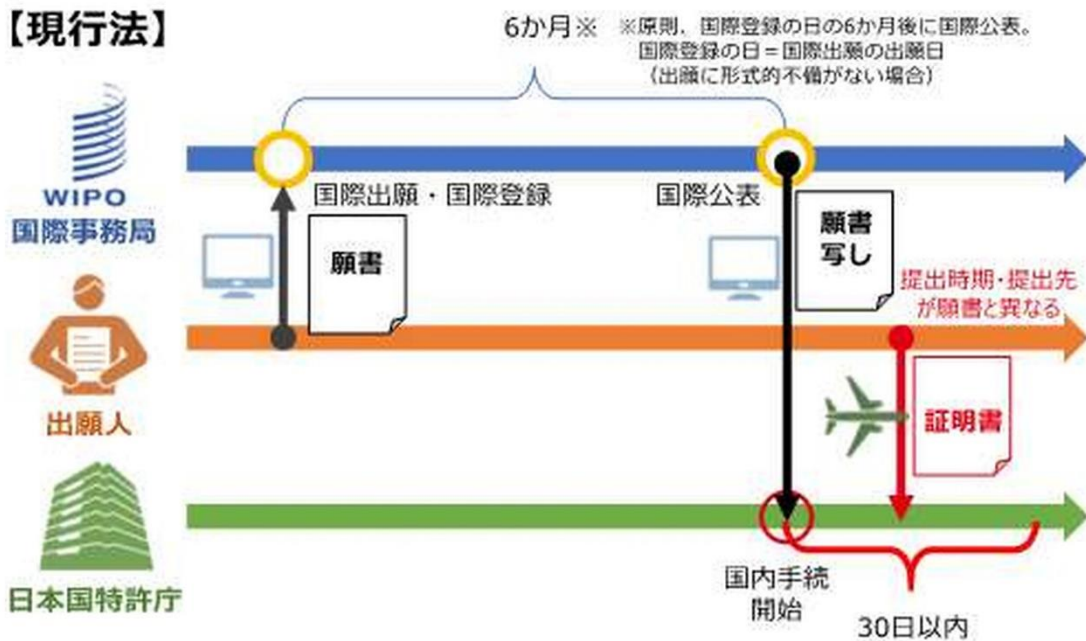 【現行法】
6か月※
※原則、国際登録の日の6か月後に国際公表。
国際登録の日＝国際出願の出願日
（出願に形式的不備がない場合）
WIPO
国際事務局
国際出願・国際登録
国際公表
願書
願書
写し
提出時期・提出先
が願書と異なる
出願人
証明書
日本国特許庁
国内手続
開始
30日以内